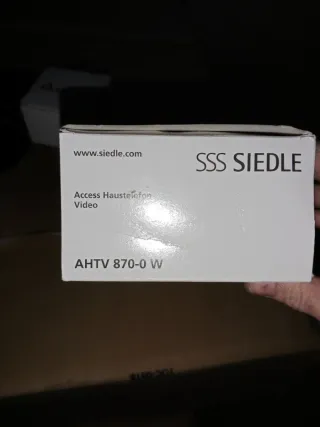 www.siedle.com
SSS SIEDLE
Access Haustelefon
Video
AHTV 870-0 W